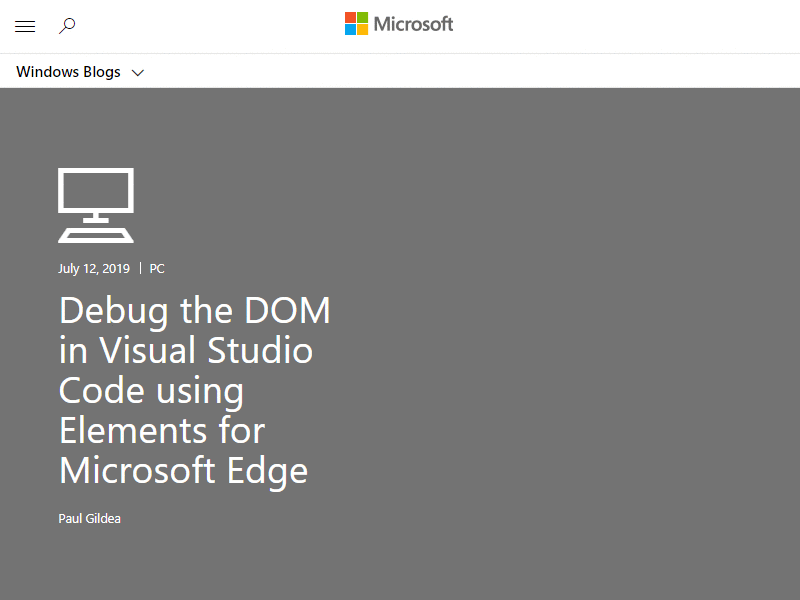 Microsoft
Windows Blogs
July 12, 2019 | PC
Debug the DOM
in Visual Studio
Code using
Elements for
Microsoft Edge
Paul Gildea